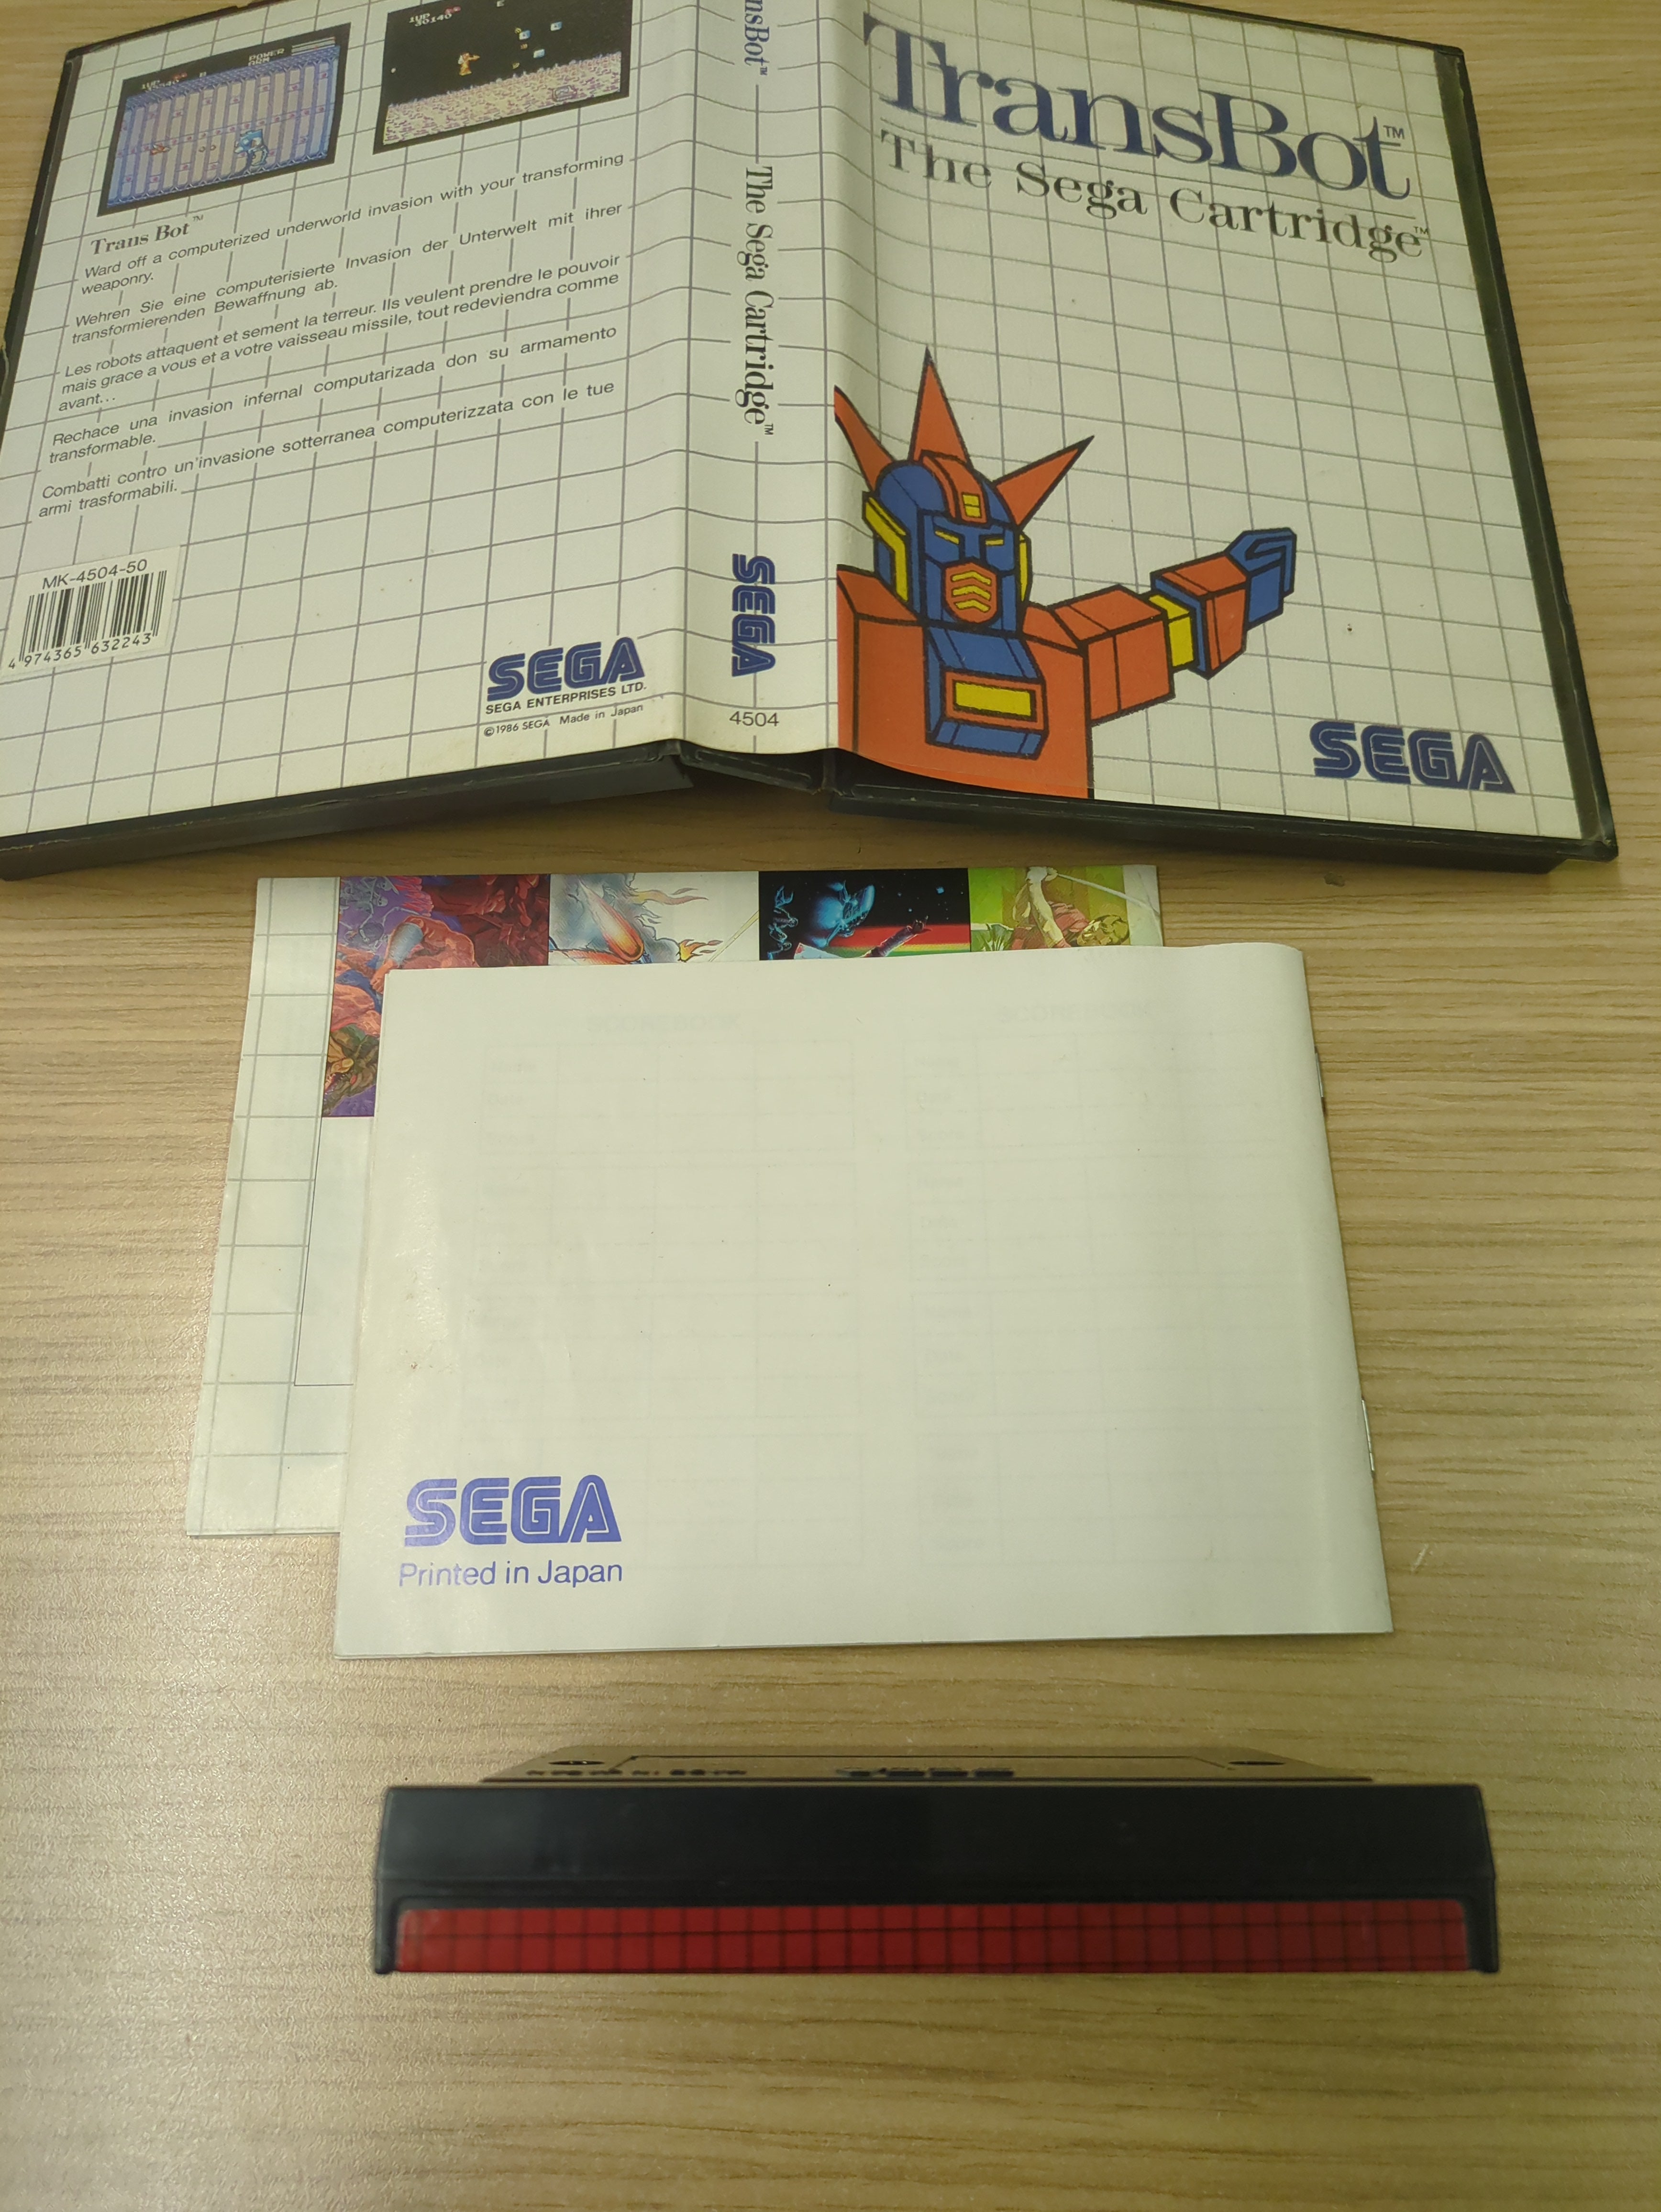 1UP
POWER
1UP
30140
Trans Bot™
Ward off a computerized underworld invasion with your transforming
weaponry.
Wehren Sie eine computerisierte Invasion der Unterwelt mit ihrer
transformierenden Bewaffnung ab.
Les robots attaquent et sement la terreur. Ils veulent prendre le pouvoir
mais grace a vous et a votre vaisseau missile, tout redeviendra comme
avant...
Rechace una invasion infernal computarizada don su armamento
transformable.
Combatti contro un'invasione sotterranea computerizzata con le tue
armi trasformabili.
MK-4504-50
4 974365 632243
SEGA
SEGA ENTERPRISES LTD.
©1986 SEGA Made in Japan
nsBot™
The Sega Cartridge™
SEGA
4504
TransBot™
The Sega Cartridge™
SEGA
SEGA
Printed in Japan